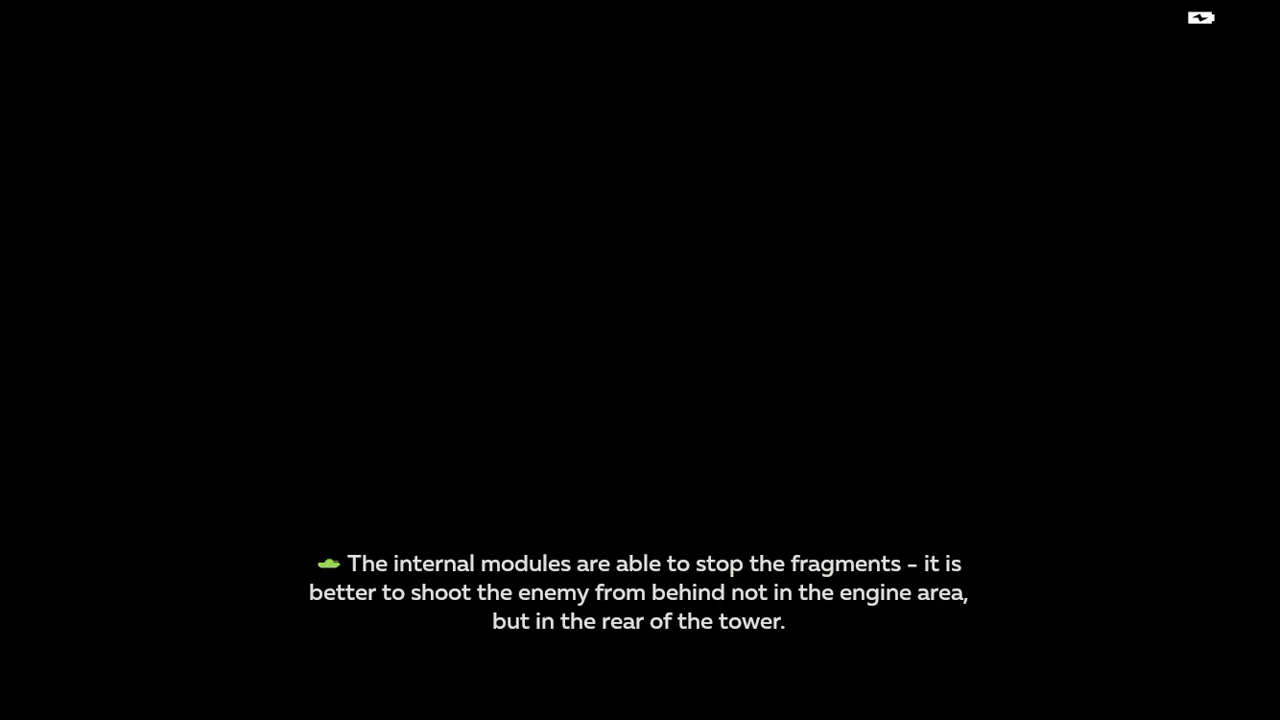 The internal modules are able to stop the fragments - it is
better to shoot the enemy from behind not in the engine area,
but in the rear of the tower.